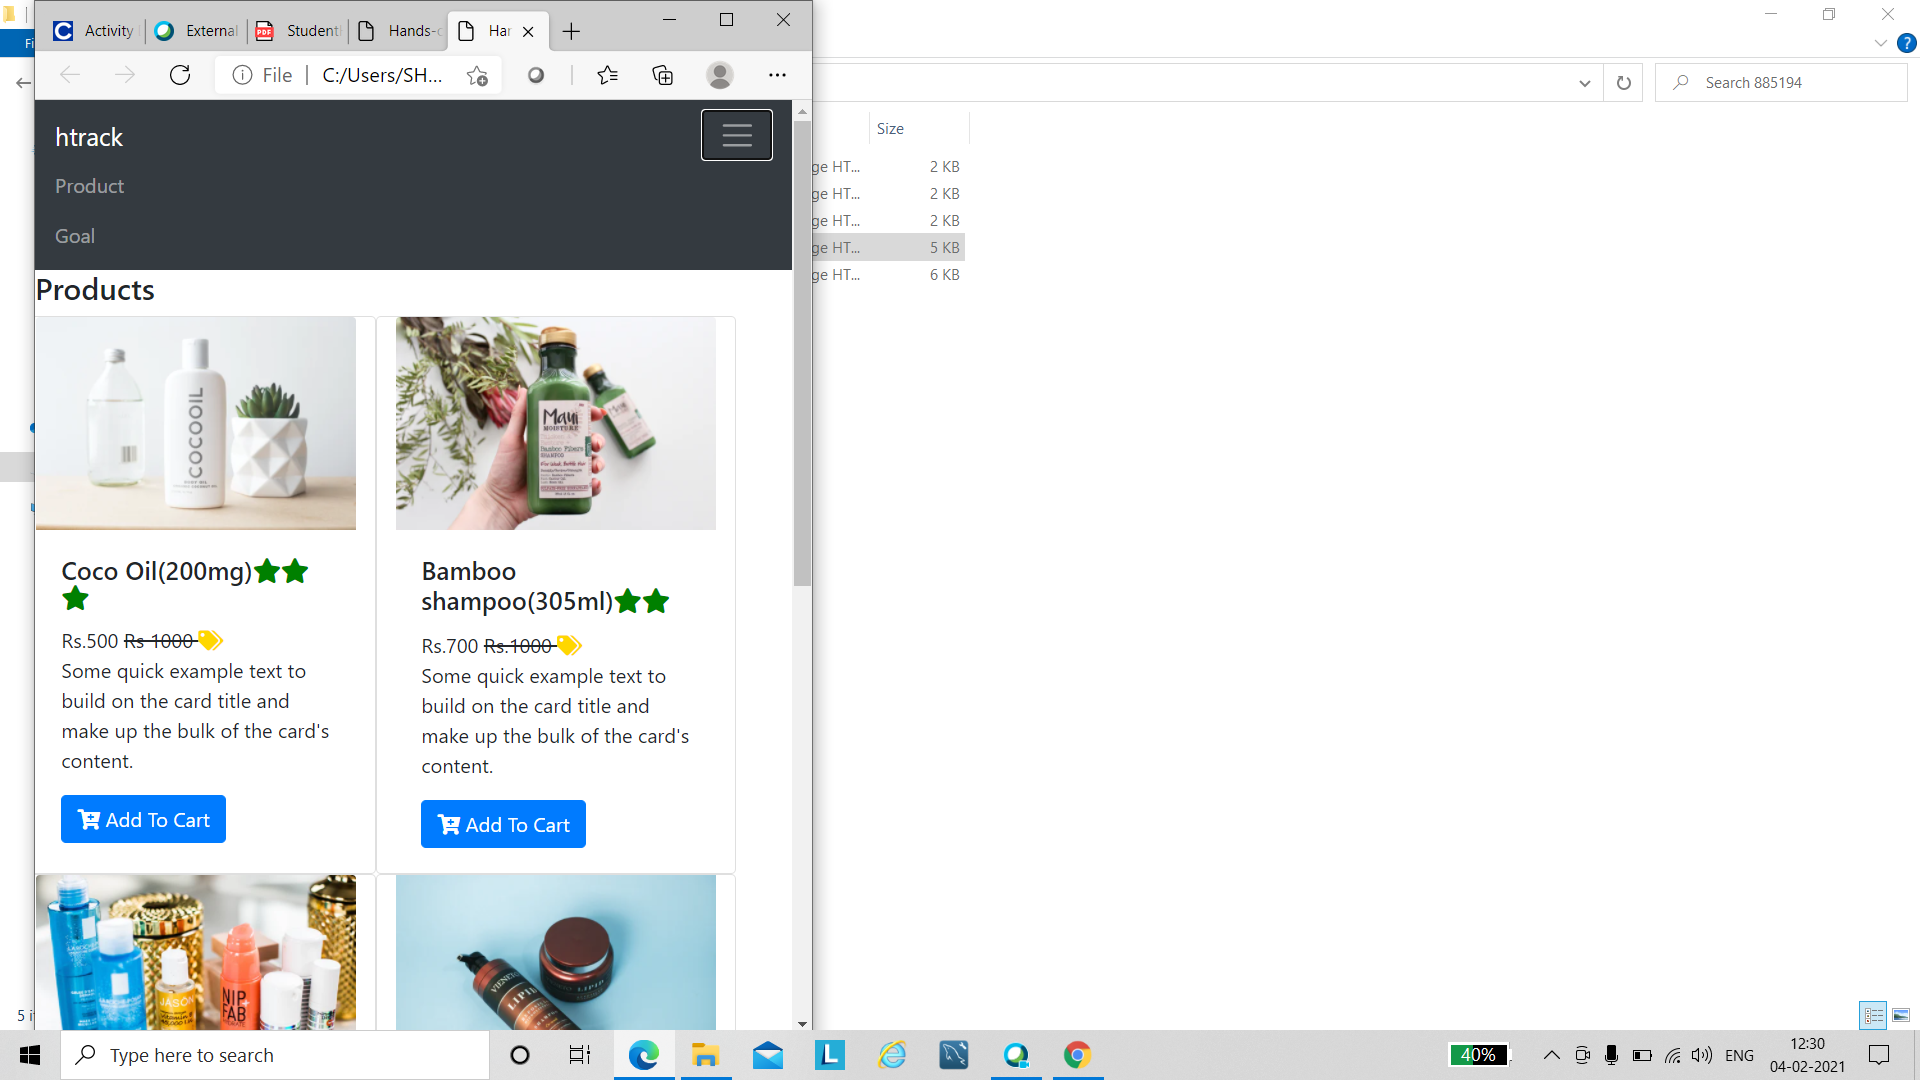 Activity
External
Student
Hands-
Har
File
C:/Users/SH...
Search 885194
htrack
Product
Goal
Size
ge HT... 2 KB
ge HT... 2 KB
ge HT... 2 KB
ge HT... 5 KB
ge HT... 6 KB
Products
COCOOIL
BODY OIL
Maui
MOISTURE
SHAMPOO
Coco Oil(200mg)
Rs.500 Rs 1000
Some quick example text to
build on the card title and
make up the bulk of the card's
content.
Add To Cart
Bamboo
shampoo(305ml)
Rs.700 Rs.1000
Some quick example text to
build on the card title and
make up the bulk of the card's
content.
Add To Cart
JASON
NIP+
FAB
LIPIP
5 i
Type here to search
40%
ENG
12:30
04-02-2021